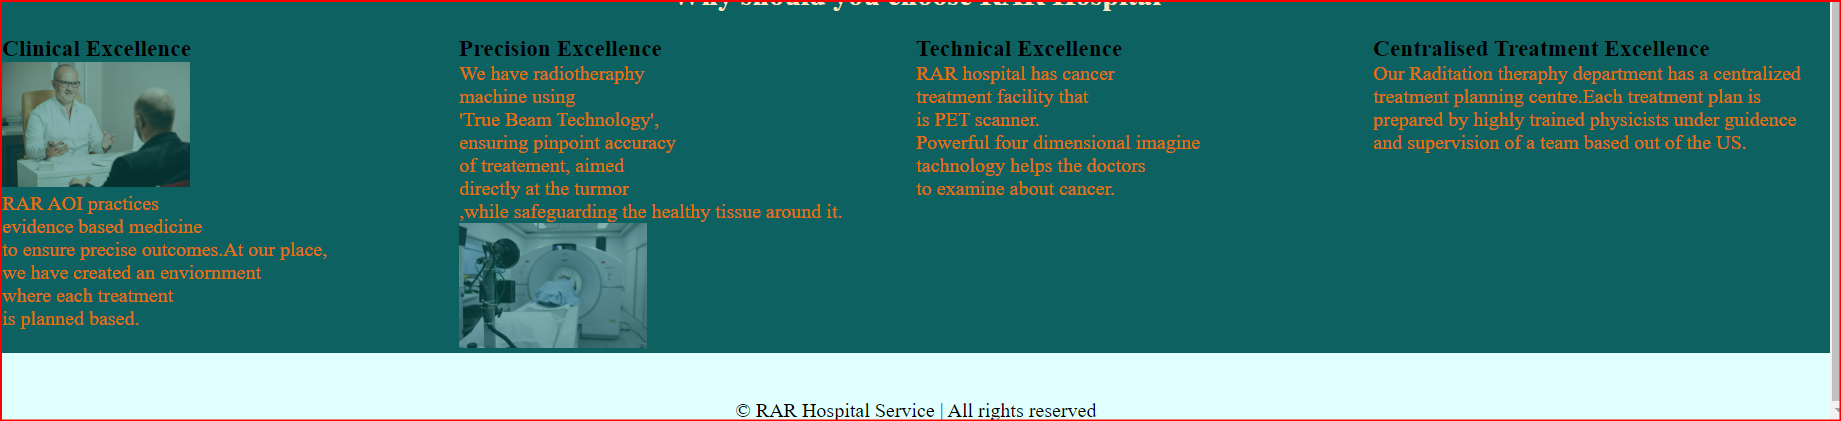 Why should you choose RAR Hospital
Clinical Excellence
RAR AOI practices
evidence based medicine
to ensure precise outcomes.At our place,
we have created an enviornment
where each treatment
is planned based.
Precision Excellence
We have radiotheraphy
machine using
'True Beam Technology',
ensuring pinpoint accuracy
of treatement, aimed
directly at the turmor
,while safeguarding the healthy tissue around it.
Technical Excellence
RAR hospital has cancer
treatment facility that
is PET scanner.
Powerful four dimensional imagine
tachnology helps the doctors
to examine about cancer.
Centralised Treatment Excellence
Our Raditation theraphy department has a centralized
treatment planning centre.Each treatment plan is
prepared by highly trained physicists under guidence
and supervision of a team based out of the US.
© RAR Hospital Service | All rights reserved